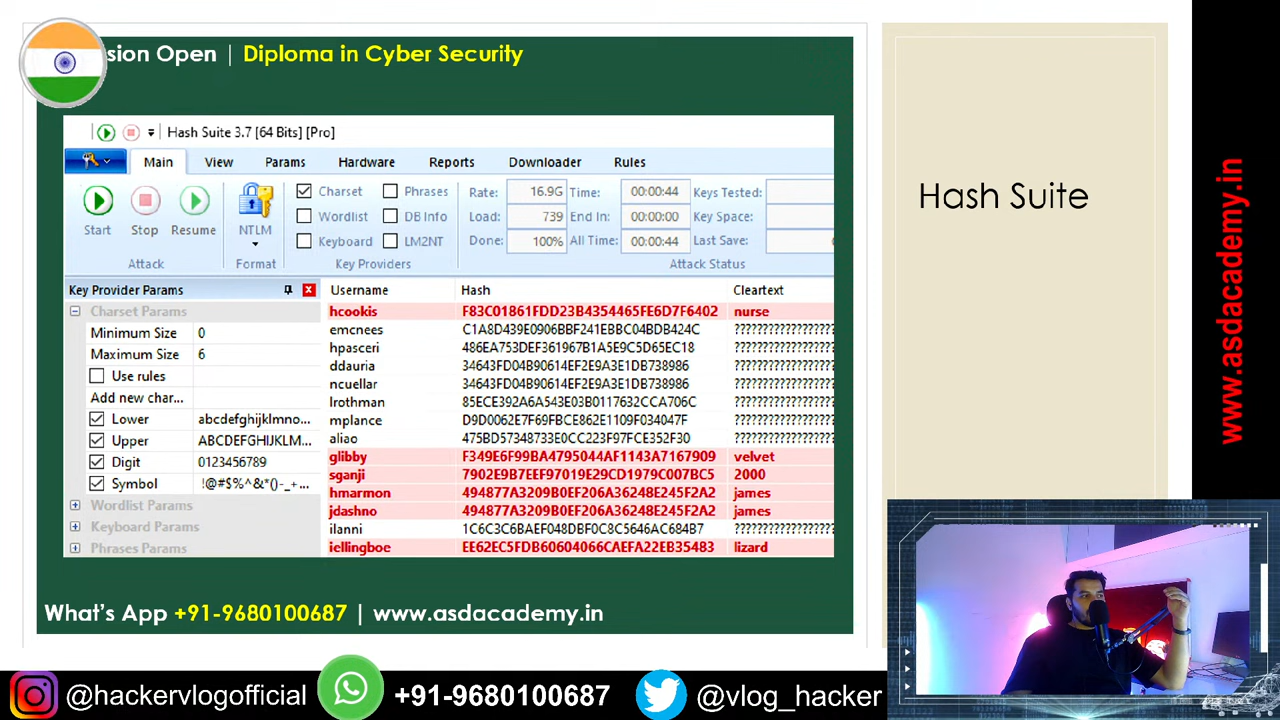 sion Open | Diploma in Cyber Security
Hash Suite 3.7 [64 Bits] [Pro]
Main View Params Hardware Reports Downloader Rules
Start Stop Resume
Attack
NTLM
Format
Charset Phrases
Wordlist DB Info
Keyboard LM2NT
Key Providers
Rate: 16.9G Time: 00:00:44 Keys Tested:
Load: 739 End In: 00:00:00 Key Space:
Done: 100% All Time: 00:00:44 Last Save:
Attack Status
Key Provider Params
Charset Params
Minimum Size 0
Maximum Size 6
Use rules
Add new char...
Lower abcdefghijklmno...
Upper ABCDEFGHIJKLM...
Digit 0123456789
Symbol !@#$%^&*()-_+...
Wordlist Params
Keyboard Params
Phrases Params
Username Hash Cleartext
hcookis F83C01861FDD23B4354465FE6D7F6402 nurse
emcnees C1A8D439E0906BBF241EBBC04BDB424C ?????????????????
hpasceri 486EA753DEF361967B1A5E9C5D65EC18 ?????????????????
ddauria 34643FD04B90614EF2E9A3E1DB738986 ?????????????????
ncuellar 34643FD04B90614EF2E9A3E1DB738986 ?????????????????
lrothman 85ECE392A6A543E03B0117632CCA706C ?????????????????
mplance D9D0062E7F69FBCE862E1109F034047F ?????????????????
aliao 475BD57348733E0CC223F97FCE352F30 ?????????????????
glibby F349E6F99BA4795044AF1143A7167909 velvet
sganji 7902E9B7EEF97019E29CD1979C007BC5 2000
hmarmon 494877A3209B0EF206A36248E245F2A2 james
jdashno 494877A3209B0EF206A36248E245F2A2 james
ilanni 1C6C3C6BAEF048DBF0C8C5646AC684B7 ?????????????????
iellingboe EE62EC5FDB60604066CAEFA22EB35483 lizard
What's App +91-9680100687 | www.asdacademy.in
Hash Suite
www.asdacademy.in
@hackervlogofficial +91-9680100687 @vlog_hacker